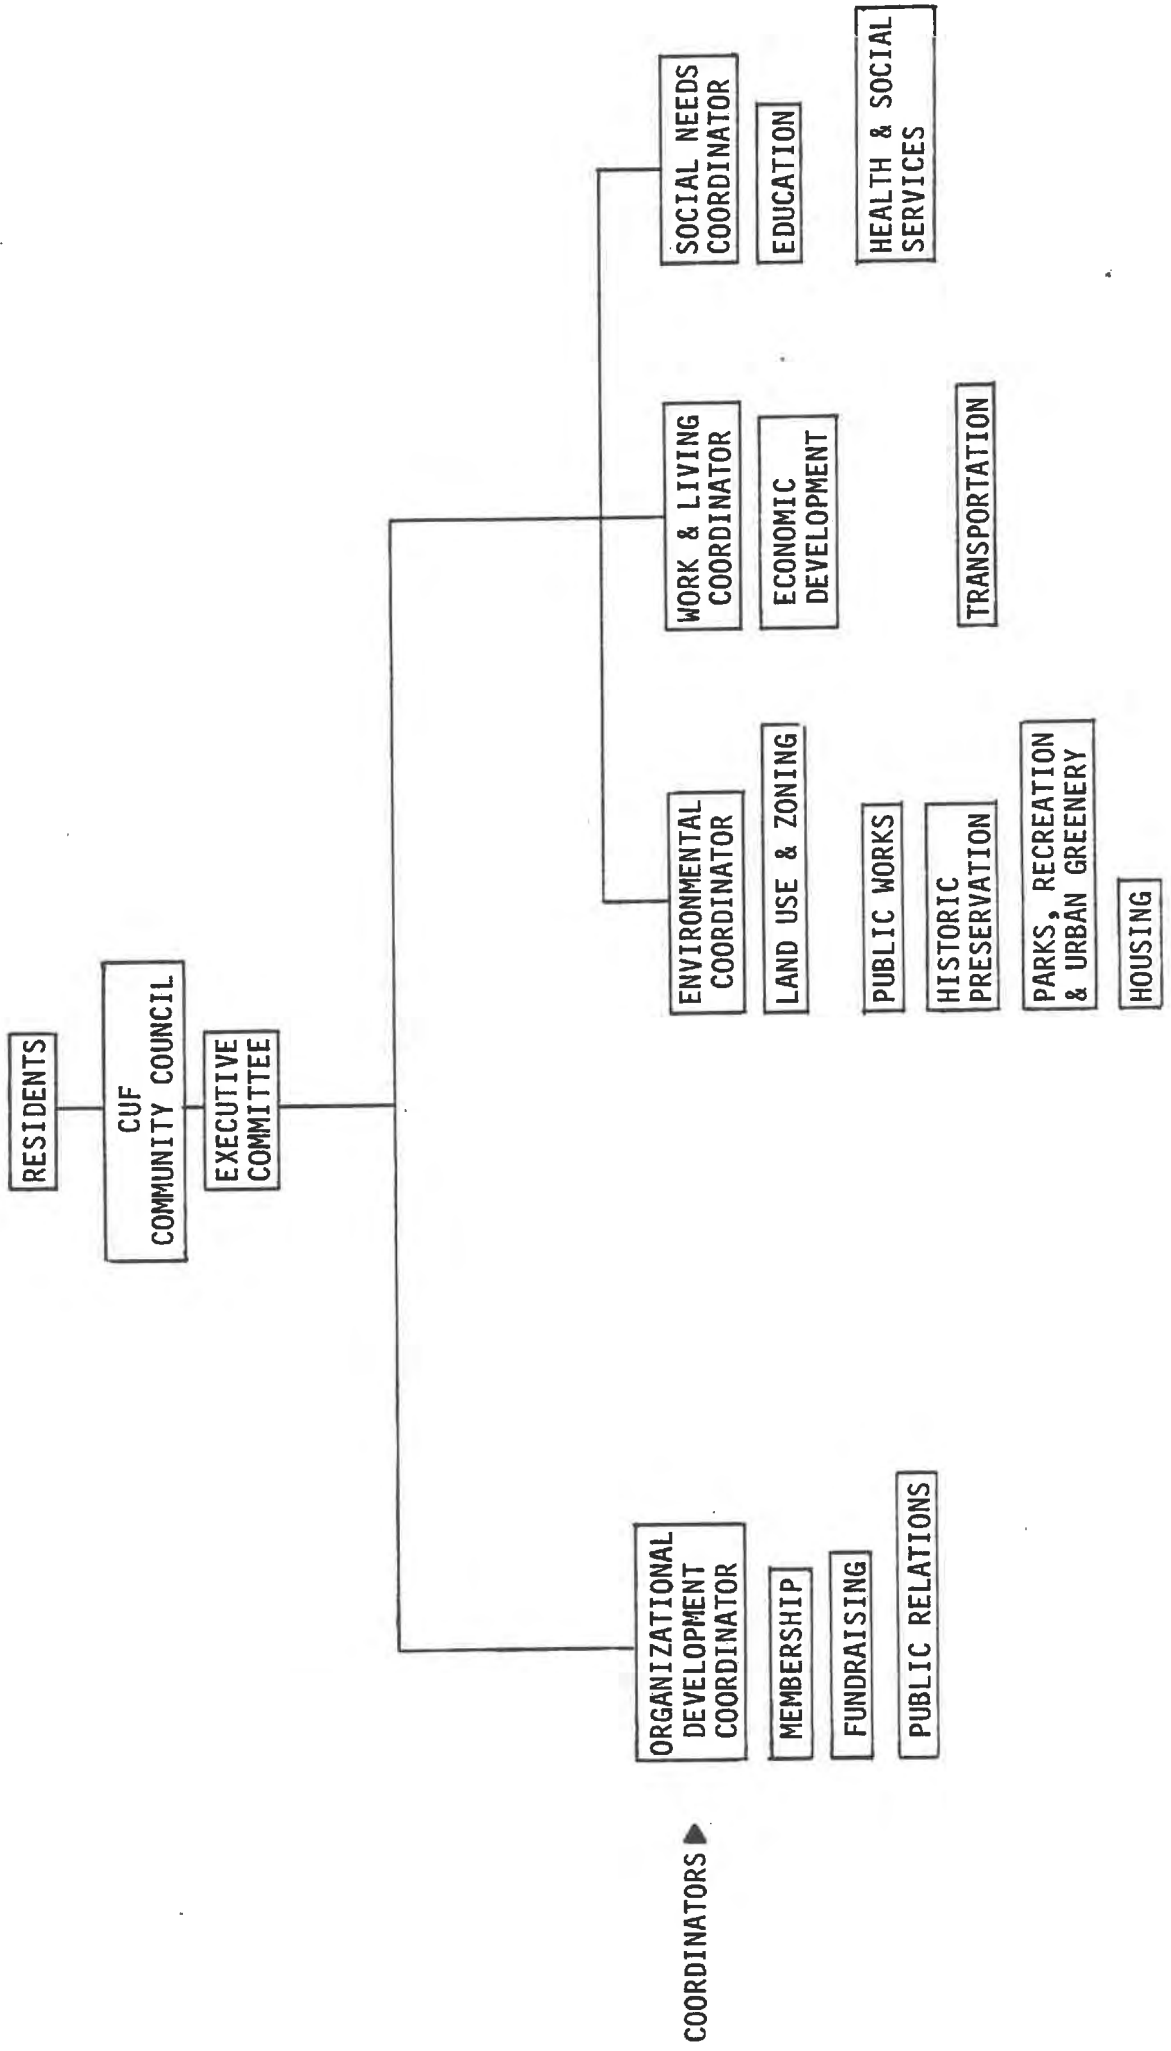 RESIDENTS
CUF
COMMUNITY COUNCIL
EXECUTIVE
COMMITTEE
COORDINATORS
ORGANIZATIONAL
DEVELOPMENT
COORDINATOR
MEMBERSHIP
FUNDRAISING
PUBLIC RELATIONS
ENVIRONMENTAL
COORDINATOR
LAND USE & ZONING
PUBLIC WORKS
HISTORIC
PRESERVATION
PARKS, RECREATION
& URBAN GREENERY
HOUSING
WORK & LIVING
COORDINATOR
ECONOMIC
DEVELOPMENT
TRANSPORTATION
SOCIAL NEEDS
COORDINATOR
EDUCATION
HEALTH & SOCIAL
SERVICES